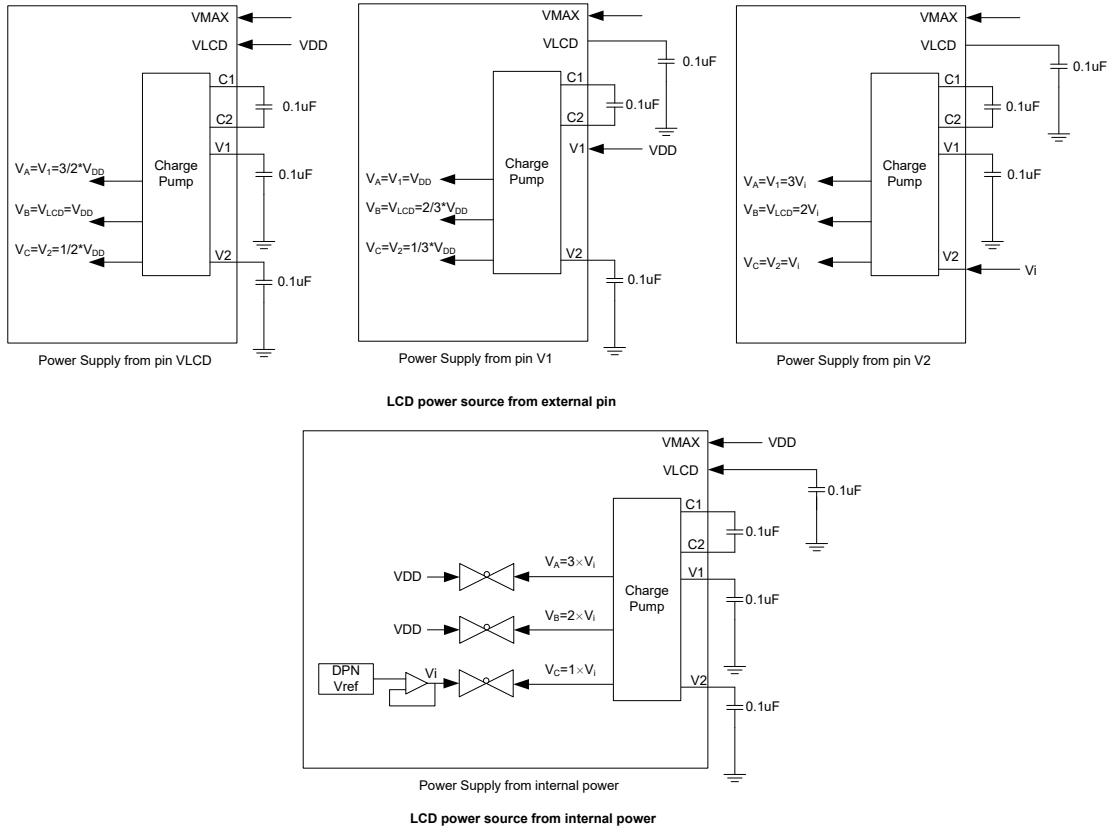 VMAX
VLCD
VDD
C1
0.1uF
C2
V1
Charge
Pump
0.1uF
VA=V1=3/2*VDD
VB=VLCD=VDD
VC=V2=1/2*VDD
V2
0.1uF
Power Supply from pin VLCD
VMAX
VLCD
0.1uF
C1
0.1uF
C2
V1
VDD
Charge
Pump
VA=V1=VDD
VB=VLCD=2/3*VDD
VC=V2=1/3*VDD
V2
0.1uF
Power Supply from pin V1
VMAX
VLCD
0.1uF
C1
0.1uF
C2
V1
Charge
Pump
0.1uF
VA=V1=3Vi
VB=VLCD=2Vi
VC=V2=Vi
V2
Vi
Power Supply from pin V2
LCD power source from external pin
VMAX
VDD
VLCD
0.1uF
C1
0.1uF
C2
VDD
VA=3×Vi
V1
Charge
Pump
0.1uF
VDD
VB=2×Vi
DPN
Vref
Vi
VC=1×Vi
V2
0.1uF
Power Supply from internal power
LCD power source from internal power